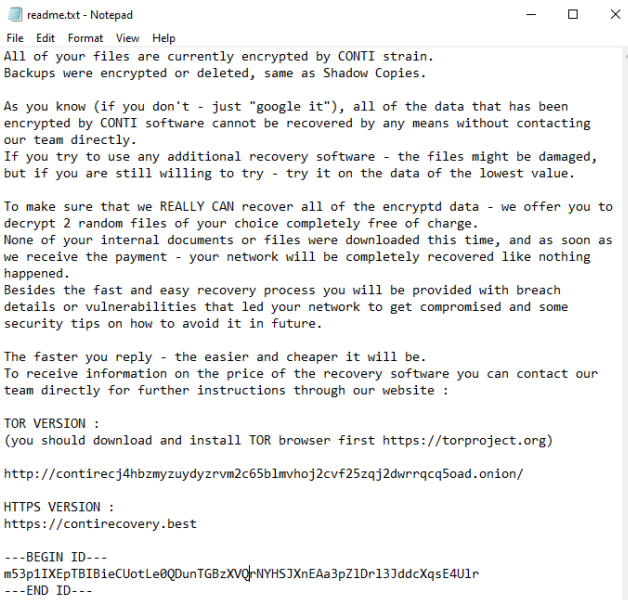 readme.txt - Notepad
File Edit Format View Help
All of your files are currently encrypted by CONTI strain.
Backups were encrypted or deleted, same as Shadow Copies.
As you know (if you don't - just "google it"), all of the data that has been
encrypted by CONTI software cannot be recovered by any means without contacting
our team directly.
If you try to use any additional recovery software - the files might be damaged,
but if you are still willing to try - try it on the data of the lowest value.
To make sure that we REALLY CAN recover all of the encryptd data - we offer you to
decrypt 2 random files of your choice completely free of charge.
None of your internal documents or files were downloaded this time, and as soon as
we receive the payment - your network will be completely recovered like nothing
happened.
Besides the fast and easy recovery process you will be provided with breach
details or vulnerabilities that led your network to get compromised and some
security tips on how to avoid it in future.
The faster you reply - the easier and cheaper it will be.
To receive information on the price of the recovery software you can contact our
team directly for further instructions through our website :
TOR VERSION :
(you should download and install TOR browser first https://torproject.org)
http://contirecj4hbzmyzuydyzrvm2c65blmvhoj2cvf25zqj2dwrrqcq5oad.onion/
HTTPS VERSION :
https://contirecovery.best
---BEGIN ID---
m53p1IXEpTBIBieCUotLe0QDunTGBzXVQrNYHSJXnEAa3pZlDrl3JddcXqsE4Ulr
---END ID---